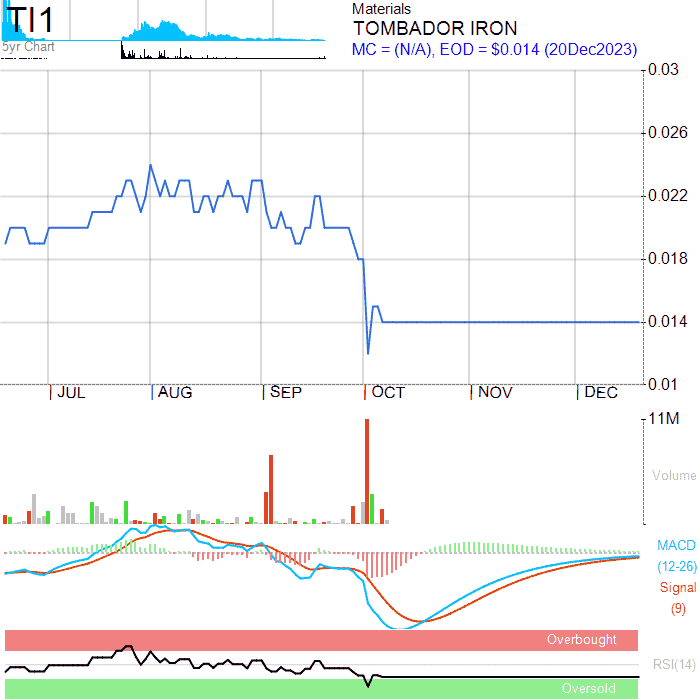 Materials
TI1
TOMBADOR IRON
5yr Chart
MC = (N/A), EOD = $0.014 (20Dec2023)
0.03
0.026
0.022
0.018
0.014
0.01
JUL AUG SEP OCT NOV DEC
11M
Volume
MACD
(12-26)
Signal
(9)
Overbought
RSI(14)
Oversold